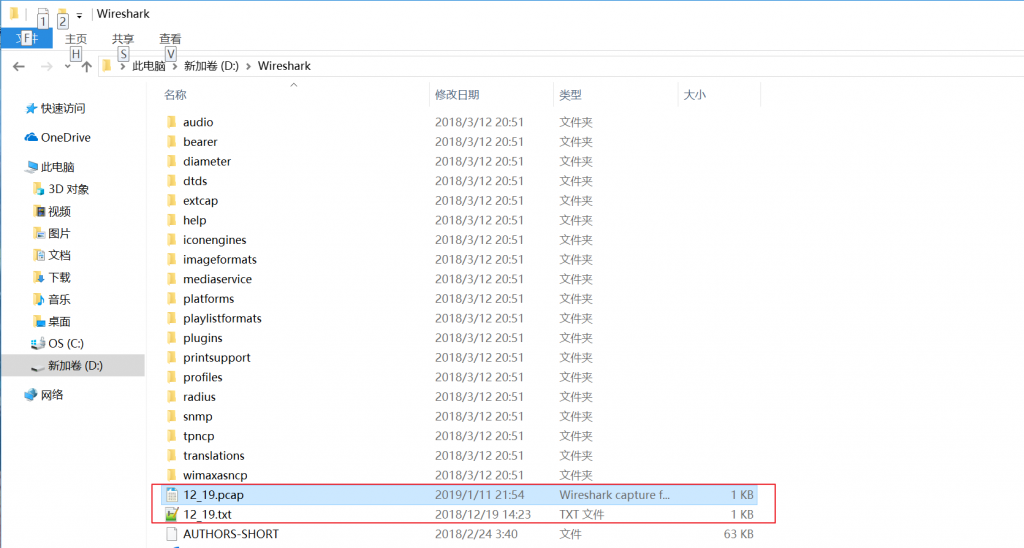 1 2 Wireshark
文件 F 主页 共享 查看
H S V
此电脑 新加卷 (D:) Wireshark
名称 修改日期 类型 大小
快速访问
OneDrive
此电脑
3D 对象
视频
图片
文档
下载
音乐
桌面
OS (C:)
新加卷 (D:)
网络
audio 2018/3/12 20:51 文件夹
bearer 2018/3/12 20:51 文件夹
diameter 2018/3/12 20:51 文件夹
dtds 2018/3/12 20:51 文件夹
extcap 2018/3/12 20:51 文件夹
help 2018/3/12 20:51 文件夹
iconengines 2018/3/12 20:51 文件夹
imageformats 2018/3/12 20:51 文件夹
mediaservice 2018/3/12 20:51 文件夹
platforms 2018/3/12 20:51 文件夹
playlistformats 2018/3/12 20:51 文件夹
plugins 2018/3/12 20:51 文件夹
printsupport 2018/3/12 20:51 文件夹
profiles 2018/3/12 20:51 文件夹
radius 2018/3/12 20:51 文件夹
snmp 2018/3/12 20:51 文件夹
tpncp 2018/3/12 20:51 文件夹
translations 2018/3/12 20:51 文件夹
wimaxasncp 2018/3/12 20:51 文件夹
12_19.pcap 2019/1/11 21:54 Wireshark capture f... 1 KB
12_19.txt 2018/12/19 14:23 TXT 文件 1 KB
AUTHORS-SHORT 2018/2/24 3:40 文件 63 KB